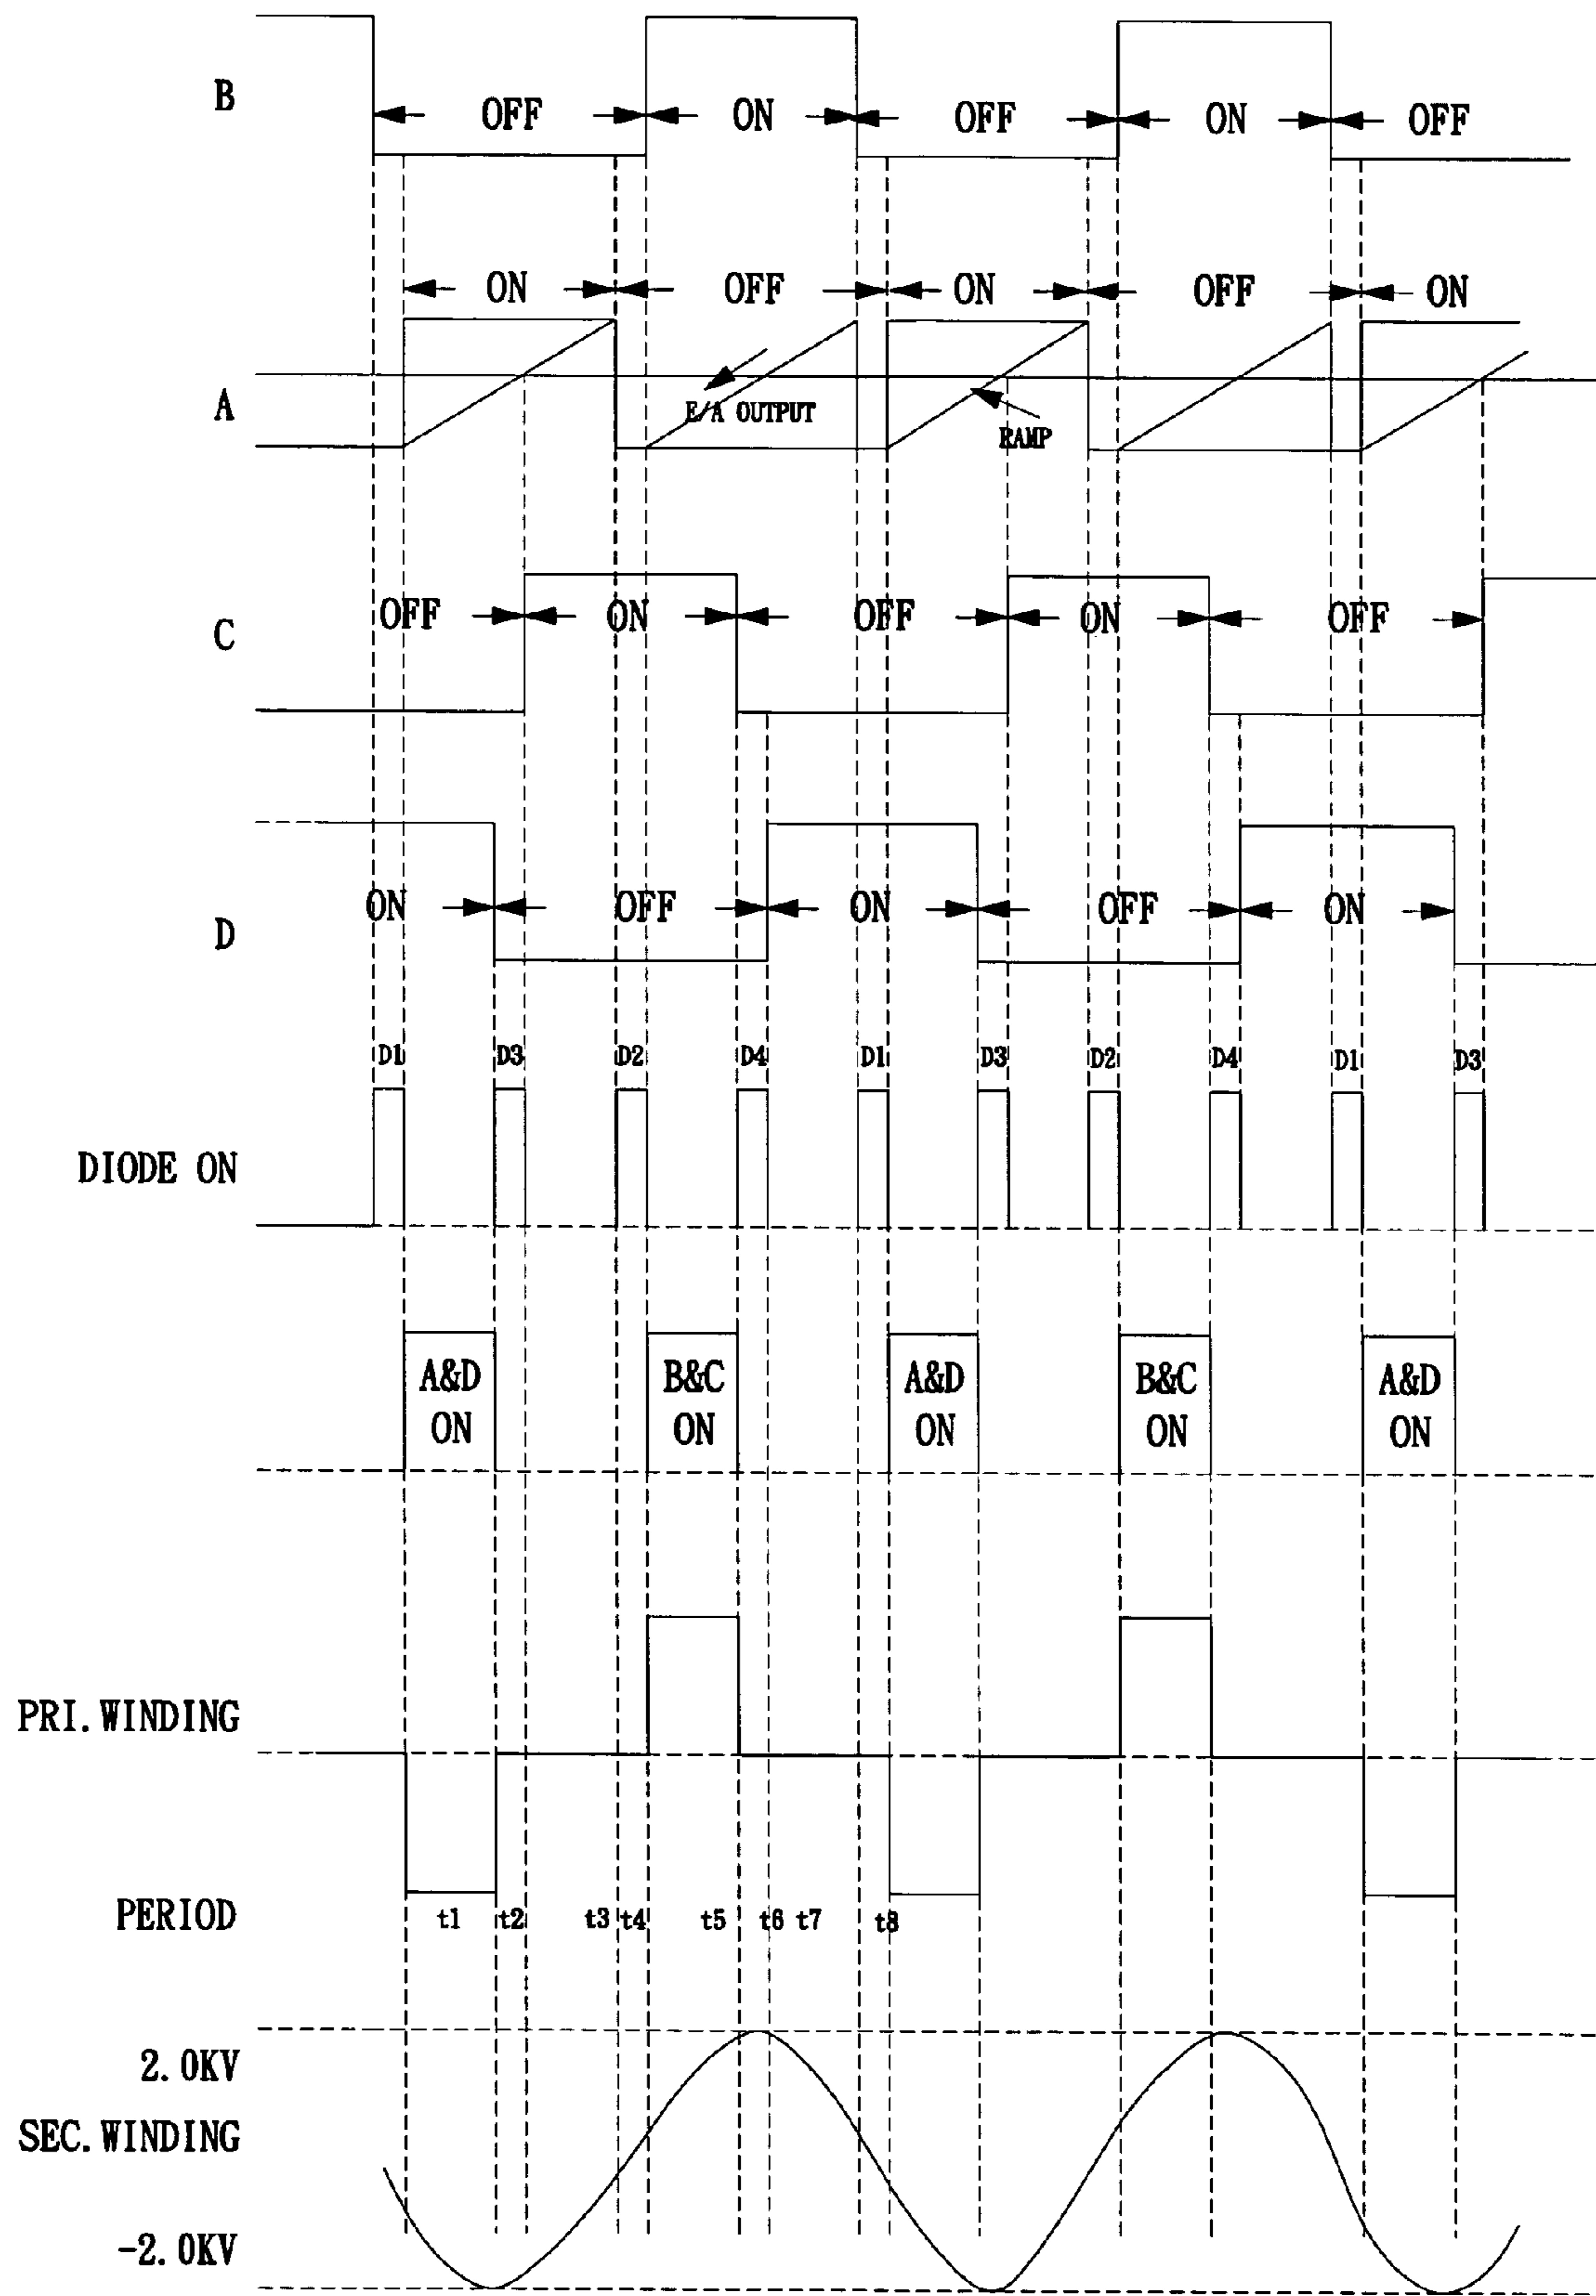 B
OFF ON OFF ON OFF
ON OFF ON OFF ON
A
E/A OUTPUT
RAMP
C
OFF ON OFF ON OFF
D
ON OFF ON OFF ON
D1 D3 D2 D4 D1 D3 D2 D4 D1 D3
DIODE ON
A&D ON B&C ON A&D ON B&C ON A&D ON
PRI.WINDING
PERIOD t1 t2 t3 t4 t5 t6 t7 t8
2.0KV
SEC.WINDING
-2.0KV